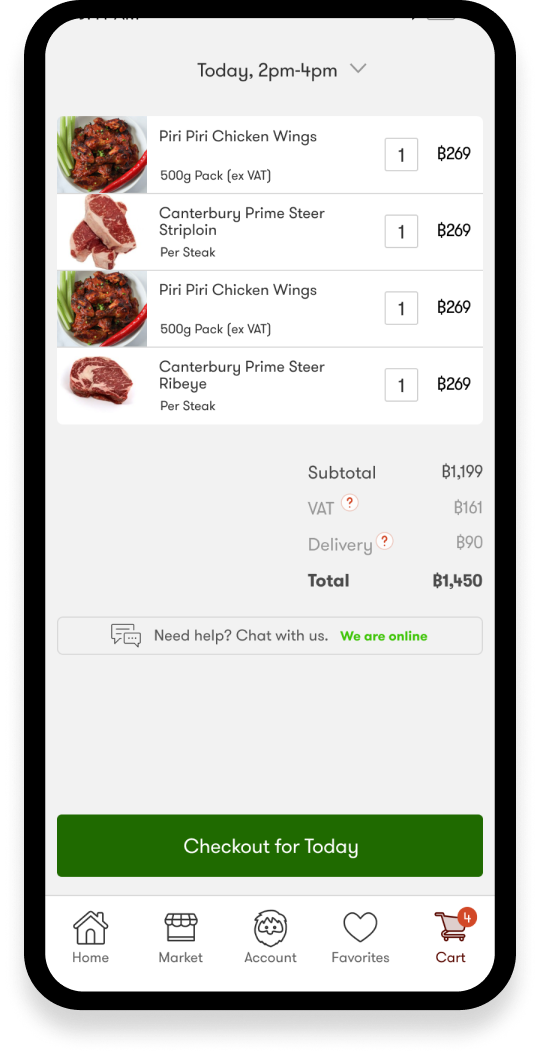 Today, 2pm-4pm
Piri Piri Chicken Wings
500g Pack (ex VAT)
1
฿269
Canterbury Prime Steer
Striploin
Per Steak
1
฿269
Piri Piri Chicken Wings
500g Pack (ex VAT)
1
฿269
Canterbury Prime Steer
Ribeye
Per Steak
1
฿269
Subtotal ฿1,199
VAT ? ฿161
Delivery ? ฿90
Total ฿1,450
Need help? Chat with us. We are online
Checkout for Today
4
Home Market Account Favorites Cart